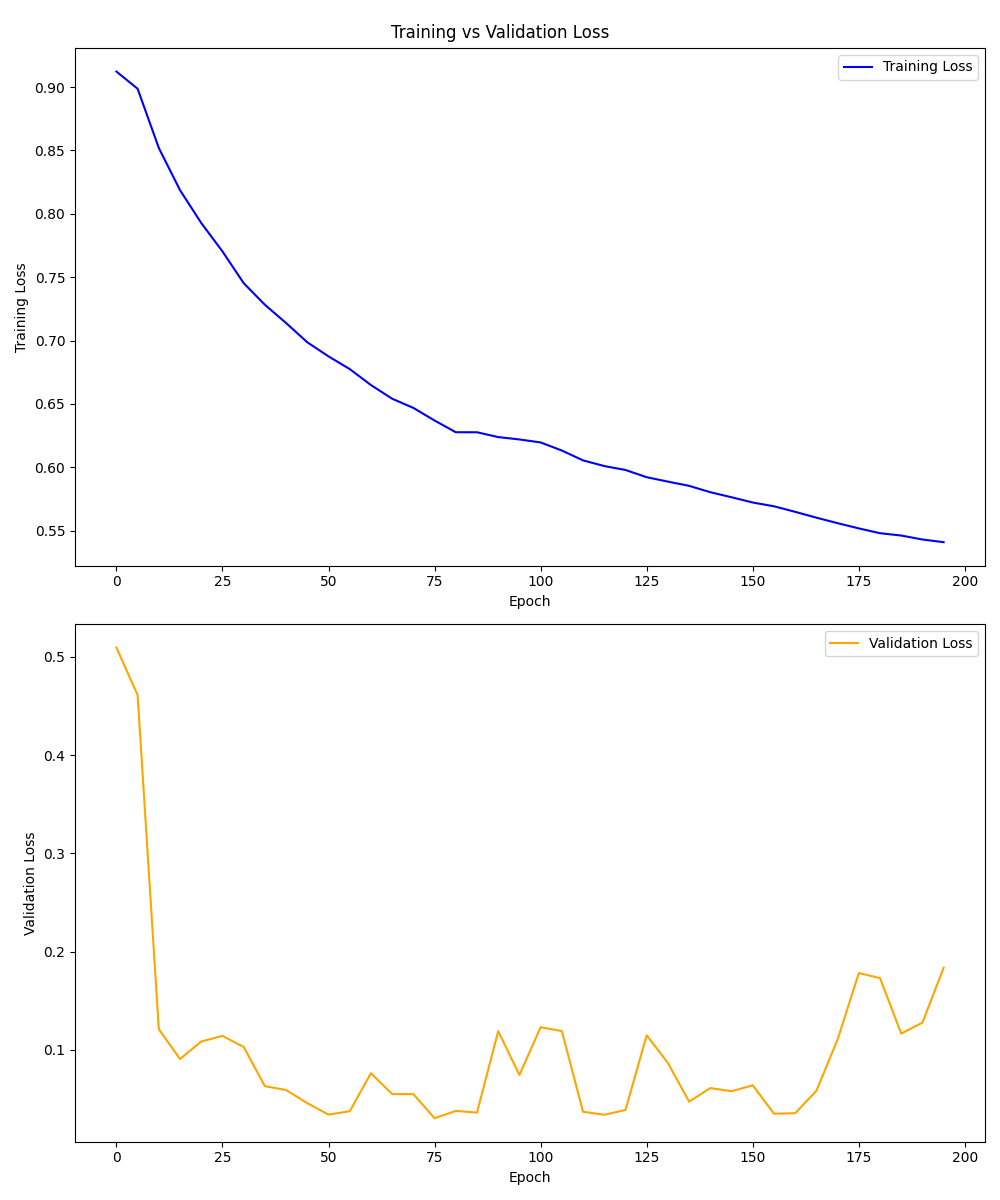 Training vs Validation Loss
Training Loss
0.90
0.85
0.80
0.75
0.70
0.65
0.60
0.55
Training Loss
0 25 50 75 100 125 150 175 200
Epoch
Validation Loss
0.5
0.4
0.3
0.2
0.1
Validation Loss
0 25 50 75 100 125 150 175 200
Epoch